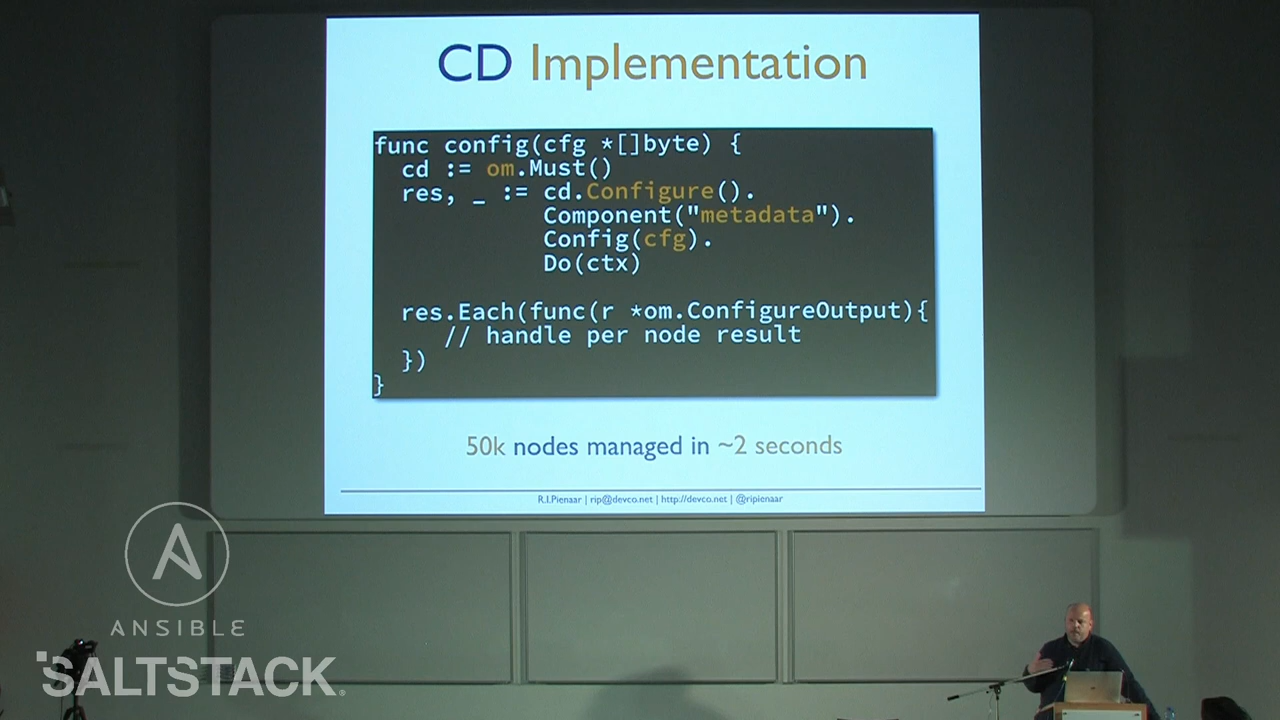 CD Implementation
func config(cfg *[]byte) {
cd := om.Must()
res, _ := cd.Configure().
Component("metadata").
Config(cfg).
Do(ctx)
res.Each(func(r *om.ConfigureOutput){
// handle per node result
})
}
50k nodes managed in ~2 seconds
R.I.Pienaar | rip@devco.net | http://devco.net | @ripienaar
ANSIBLE
SALTSTACK